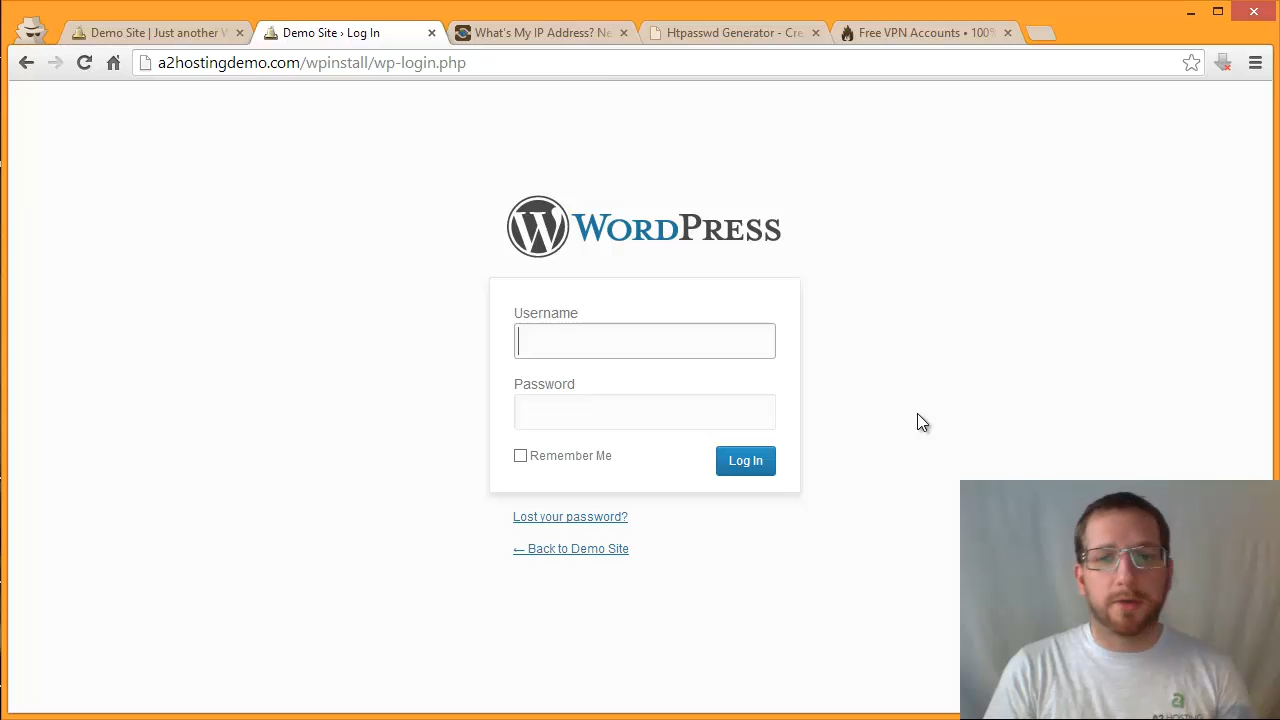 Demo Site | Just another W
Demo Site › Log In
What's My IP Address? Ne
Htpasswd Generator - Cre
Free VPN Accounts • 100%
a2hostingdemo.com/wpinstall/wp-login.php
WORDPRESS
Username
Password
Remember Me
Log In
Lost your password?
← Back to Demo Site
A2 HOSTING